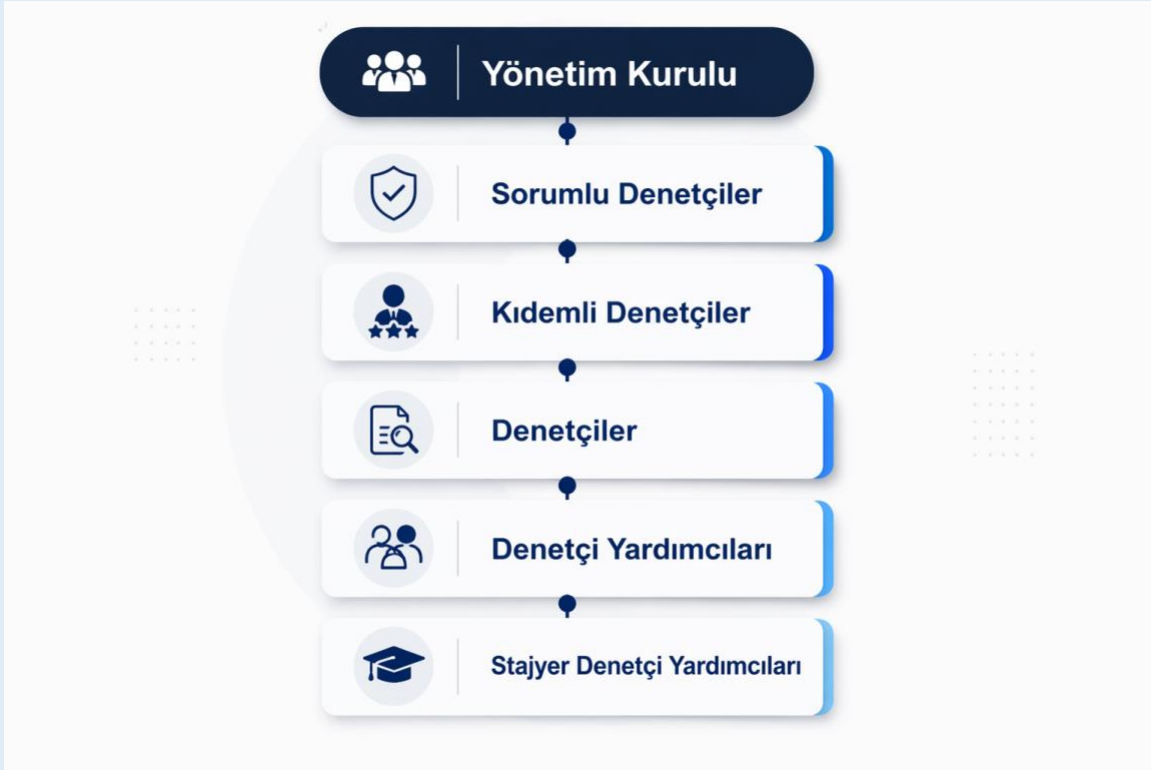 Yönetim Kurulu
Sorumlu Denetçiler
Kıdemli Denetçiler
Denetçiler
Denetçi Yardımcıları
Stajyer Denetçi Yardımcıları